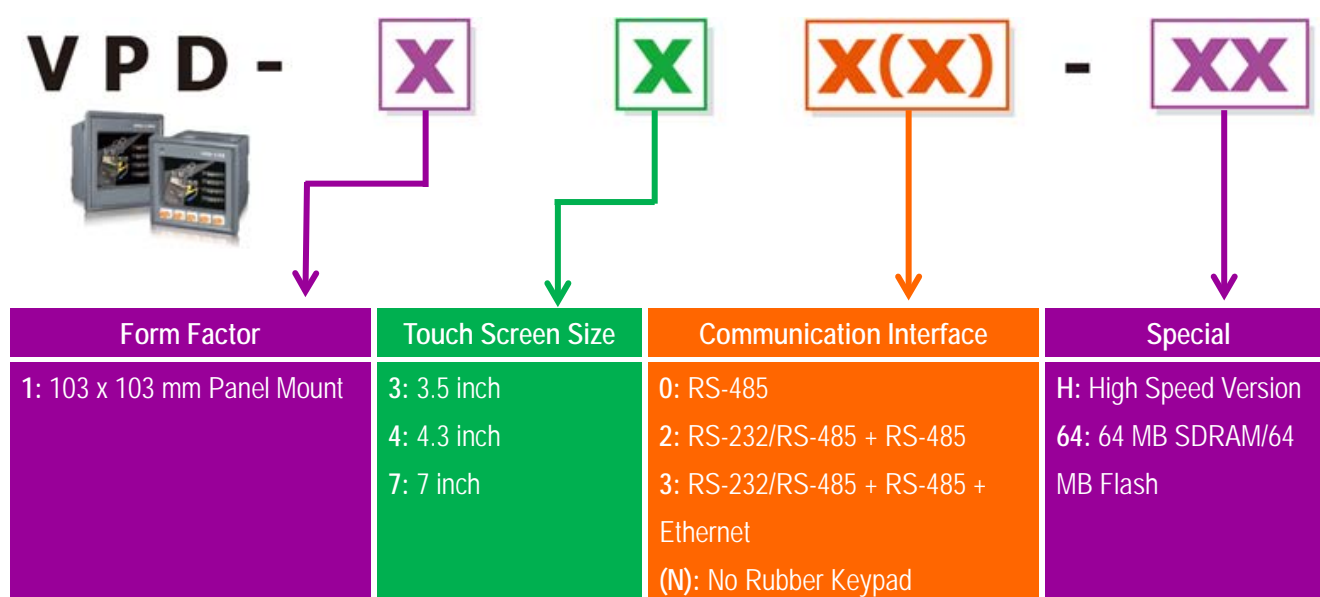 VPD- X X X(X) - XX
Form Factor
1: 103 x 103 mm Panel Mount
Touch Screen Size
3: 3.5 inch
4: 4.3 inch
7: 7 inch
Communication Interface
0: RS-485
2: RS-232/RS-485 + RS-485
3: RS-232/RS-485 + RS-485 +
Ethernet
(N): No Rubber Keypad
Special
H: High Speed Version
64: 64 MB SDRAM/64
MB Flash